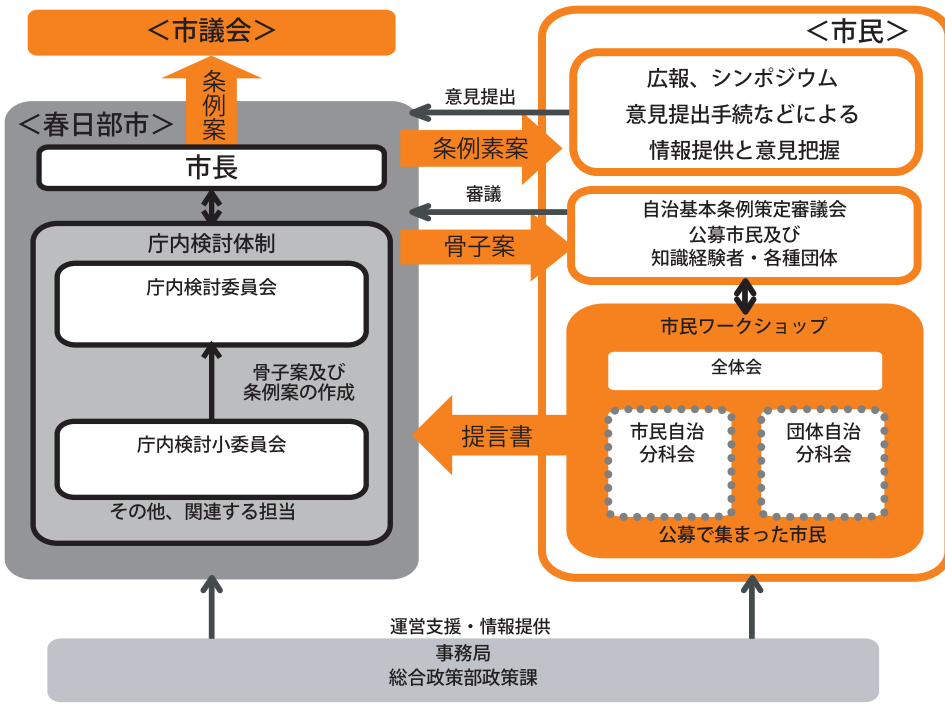 ＜市議会＞
条例案
＜春日部市＞
市長
庁内検討体制
庁内検討委員会
骨子案及び
条例案の作成
庁内検討小委員会
その他、関連する担当
意見提出
条例素案
審議
骨子案
提言書
＜市民＞
広報、シンポジウム
意見提出手続などによる
情報提供と意見把握
自治基本条例策定審議会
公募市民及び
知識経験者・各種団体
市民ワークショップ
全体会
市民自治
分科会
団体自治
分科会
公募で集まった市民
運営支援・情報提供
事務局
総合政策部政策課